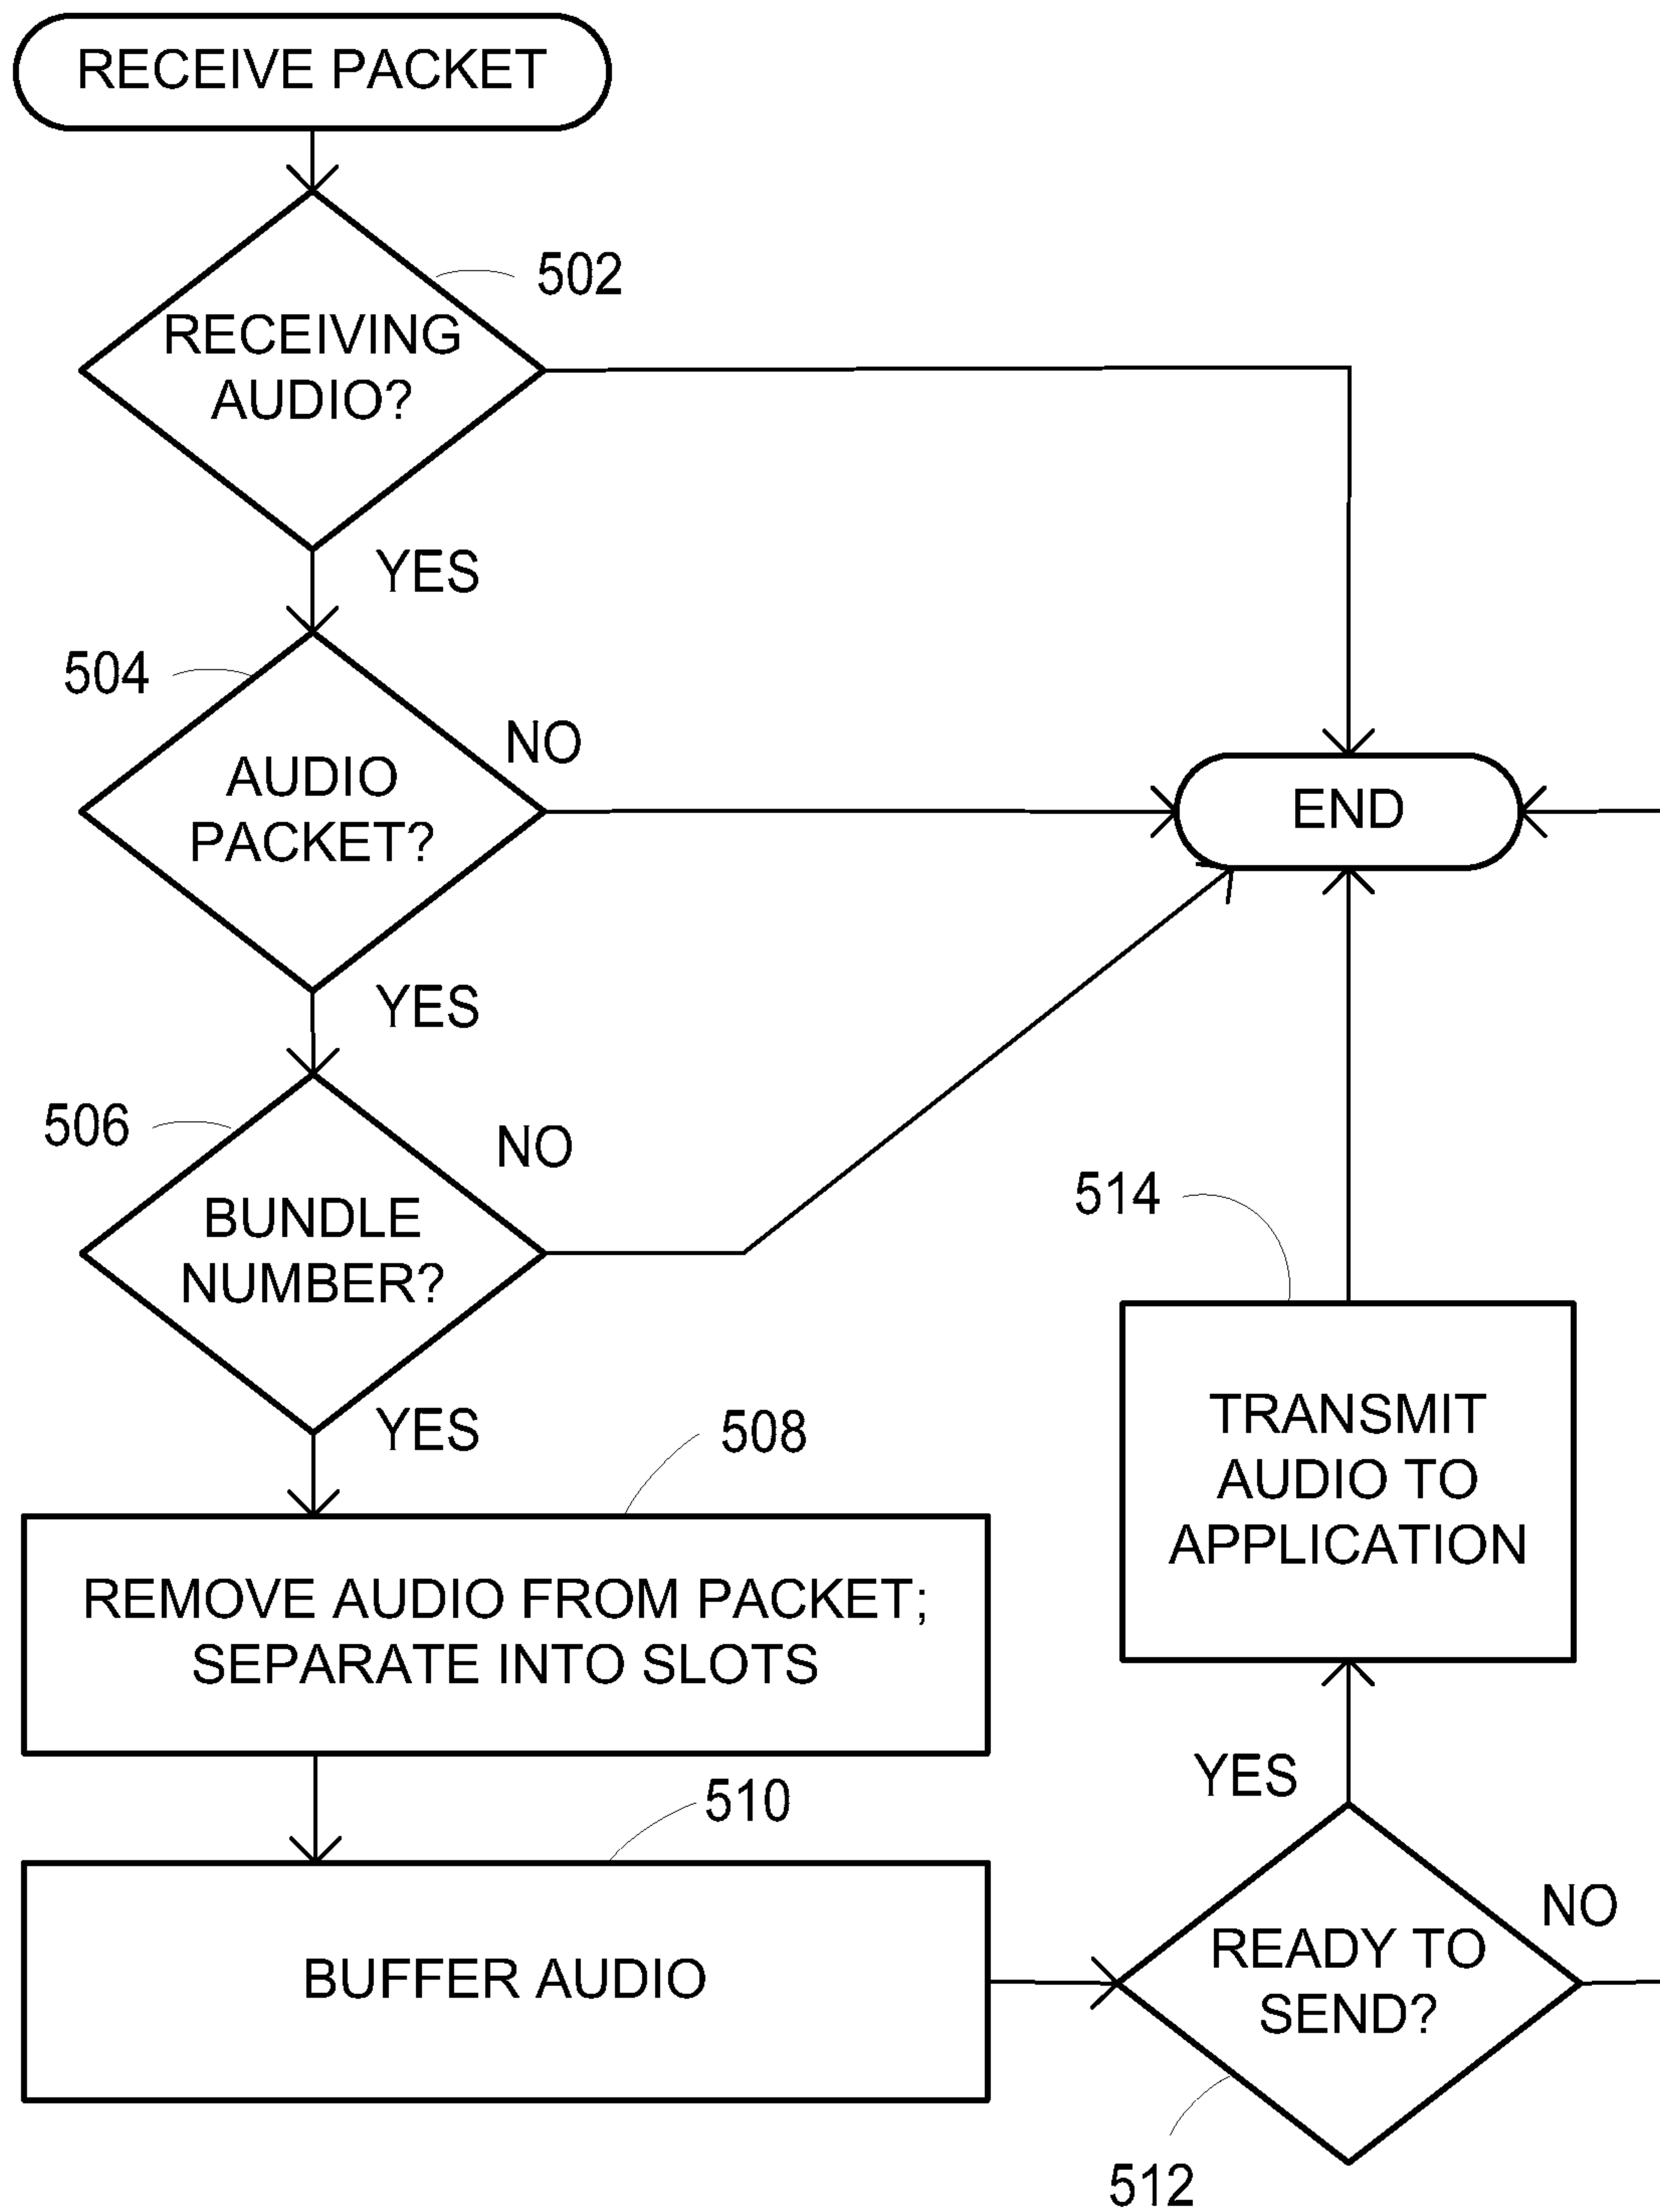 RECEIVE PACKET
502
RECEIVING
AUDIO?
YES
504
NO
AUDIO
PACKET?
END
YES
506
NO
BUNDLE
NUMBER?
514
YES
508
TRANSMIT
AUDIO TO
APPLICATION
REMOVE AUDIO FROM PACKET;
SEPARATE INTO SLOTS
YES
510
NO
BUFFER AUDIO
READY TO
SEND?
512